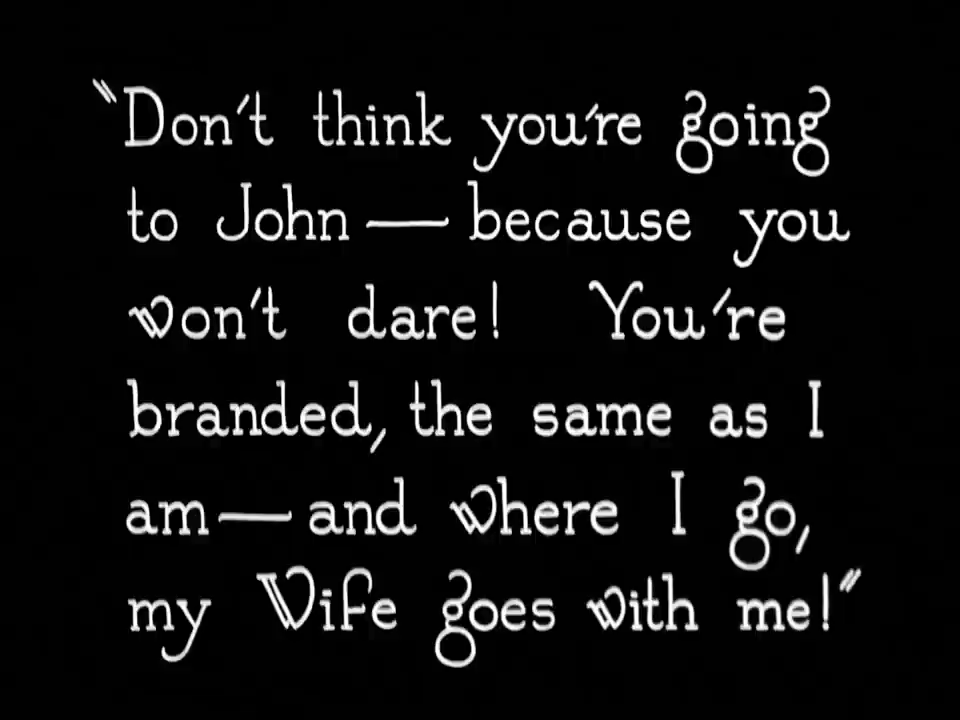 "Don't think you're going
to John — because you
won't dare! You're
branded, the same as I
am — and where I go,
my Wife goes with me!"